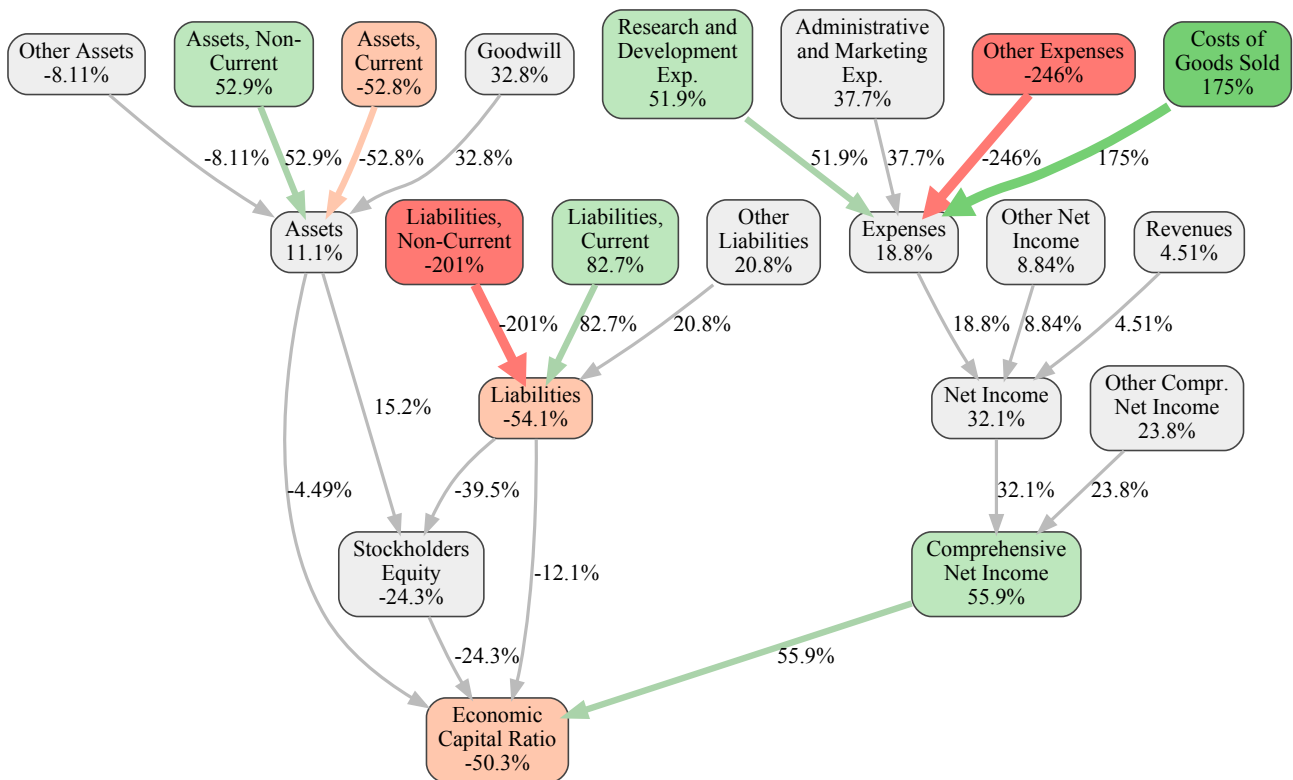 Other Assets
-8.11%
Assets, Non-
Current
52.9%
Assets,
Current
-52.8%
Goodwill
32.8%
Research and
Development
Exp.
51.9%
Administrative
and Marketing
Exp.
37.7%
Other Expenses
-246%
Costs of
Goods Sold
175%
-8.11%
52.9%
-52.8%
32.8%
51.9%
37.7%
-246%
175%
Assets
11.1%
Liabilities,
Non-Current
-201%
Liabilities,
Current
82.7%
Other
Liabilities
20.8%
Expenses
18.8%
Other Net
Income
8.84%
Revenues
4.51%
-201%
82.7%
20.8%
18.8%
8.84%
4.51%
15.2%
Liabilities
-54.1%
Net Income
32.1%
Other Compr.
Net Income
23.8%
-4.49%
-39.5%
32.1%
23.8%
Stockholders
Equity
-24.3%
-12.1%
Comprehensive
Net Income
55.9%
-24.3%
55.9%
Economic
Capital Ratio
-50.3%